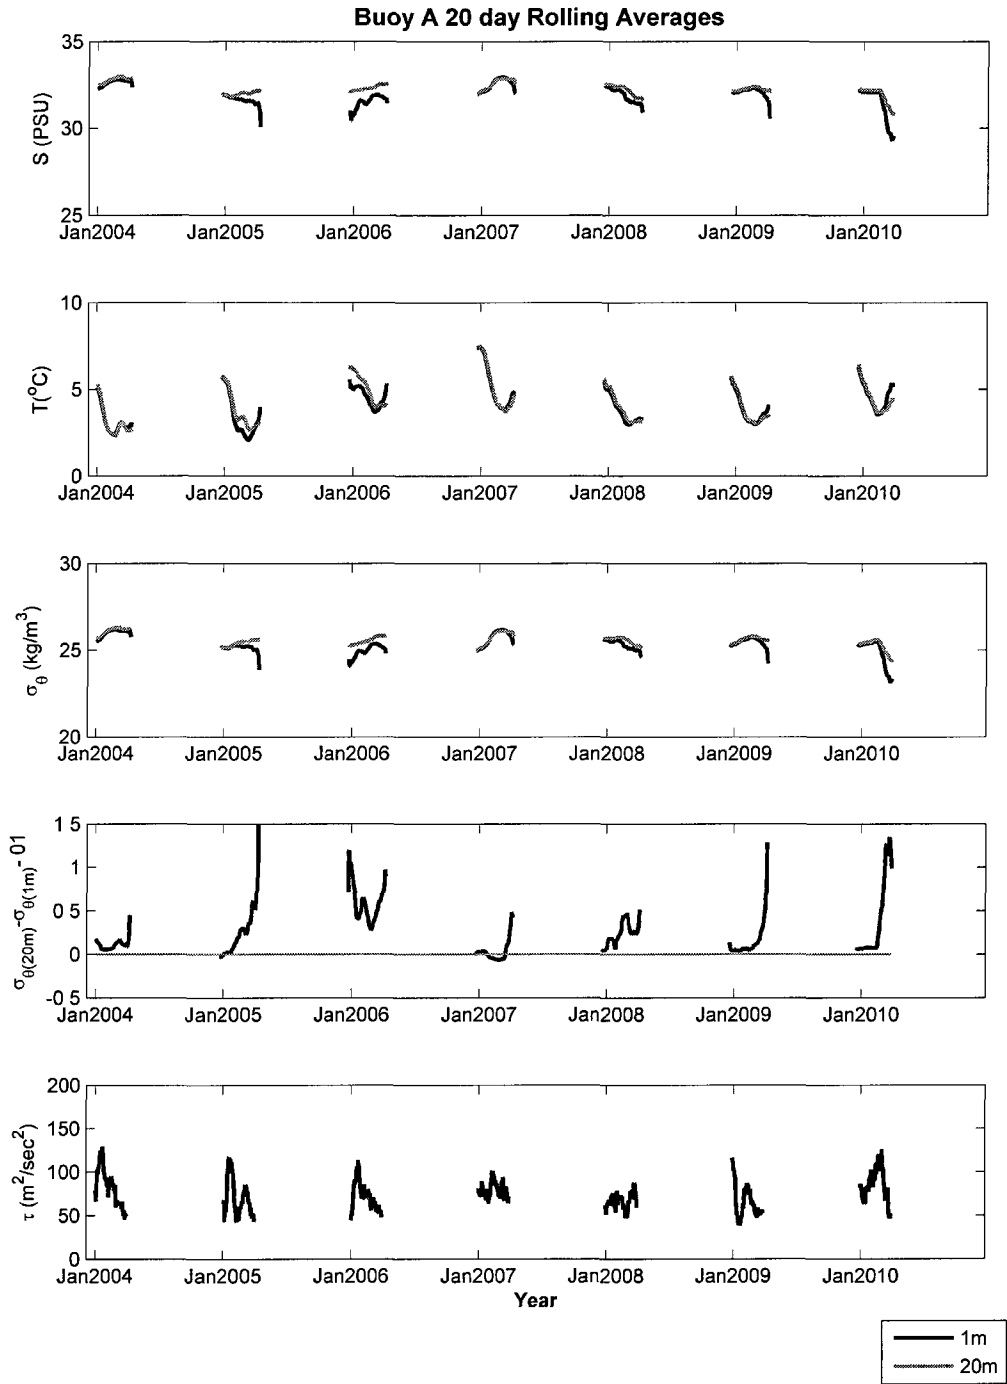 Buoy A 20 day Rolling Averages
S (PSU)
35
30
25
Jan2004 Jan2005 Jan2006 Jan2007 Jan2008 Jan2009 Jan2010
T(°C)
10
5
0
Jan2004 Jan2005 Jan2006 Jan2007 Jan2008 Jan2009 Jan2010
σθ (kg/m³)
30
25
20
Jan2004 Jan2005 Jan2006 Jan2007 Jan2008 Jan2009 Jan2010
σθ(20m)-σθ(1m)- 01
1 5
1
0 5
0
-0 5
Jan2004 Jan2005 Jan2006 Jan2007 Jan2008 Jan2009 Jan2010
τ (m²/sec²)
200
150
100
50
0
Jan2004 Jan2005 Jan2006 Jan2007 Jan2008 Jan2009 Jan2010
Year
1m
20m